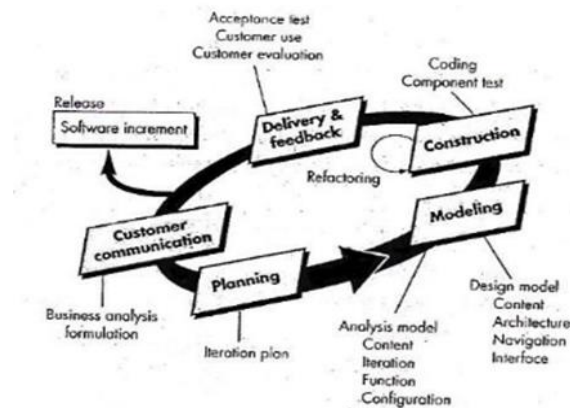 Acceptance test
Customer use
Customer evaluation
Coding
Component test
Release
Software increment
Delivery &
feedback
Construction
Refactoring
Modeling
Customer
communication
Planning
Business analysis
formulation
Iteration plan
Analysis model
Content
Iteration
Function
Configuration
Design model
Content
Architecture
Navigation
Interface